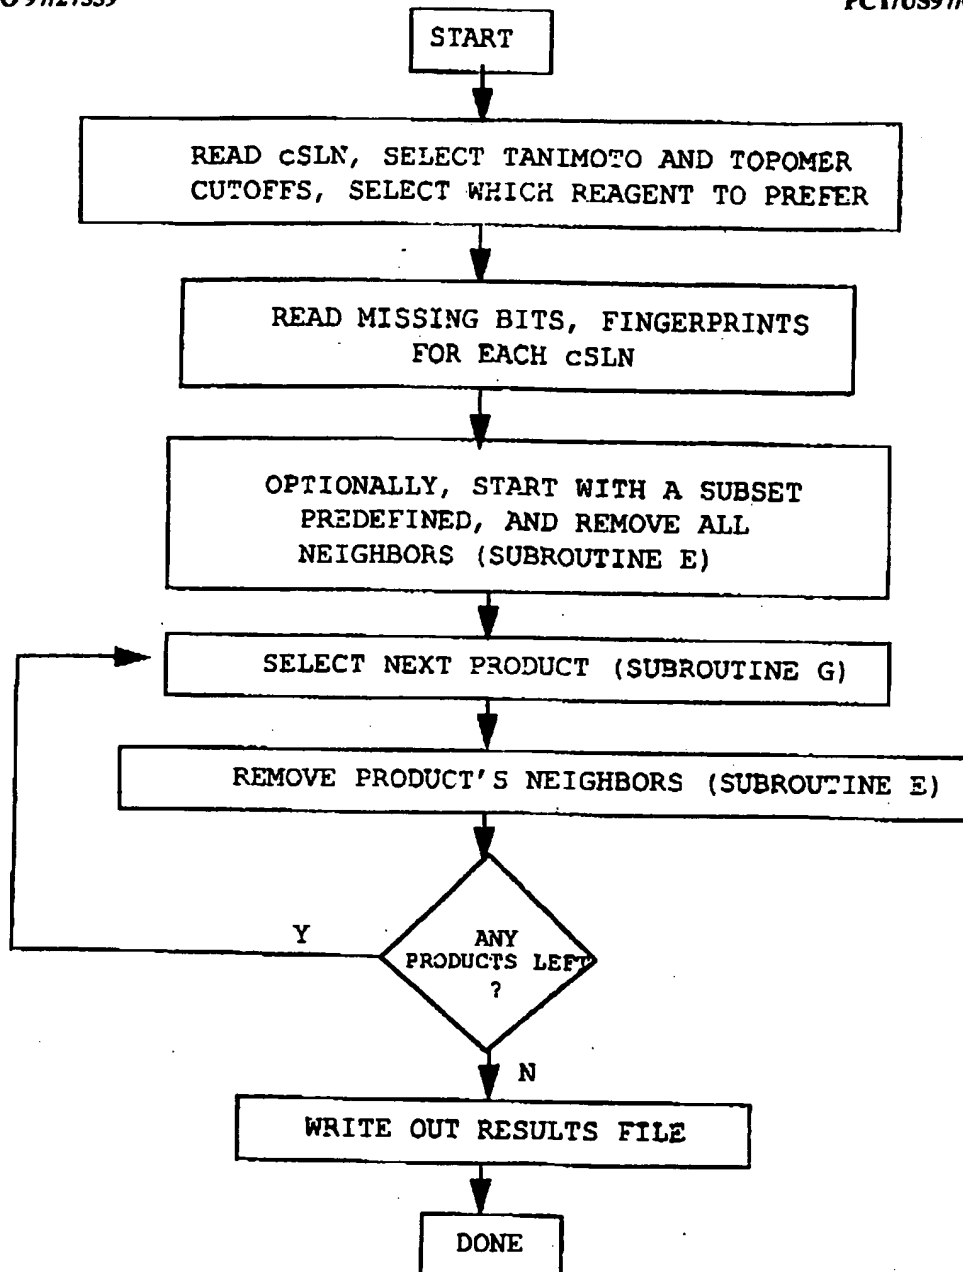 START
READ cSLN, SELECT TANIMOTO AND TOPOMER
CUTOFFS, SELECT WHICH REAGENT TO PREFER
READ MISSING BITS, FINGERPRINTS
FOR EACH cSLN
OPTIONALLY, START WITH A SUBSET
PREDEFINED, AND REMOVE ALL
NEIGHBORS (SUBROUTINE E)
SELECT NEXT PRODUCT (SUBROUTINE G)
REMOVE PRODUCT'S NEIGHBORS (SUBROUTINE E)
Y
ANY
PRODUCTS LEFT
?
N
WRITE OUT RESULTS FILE
DONE